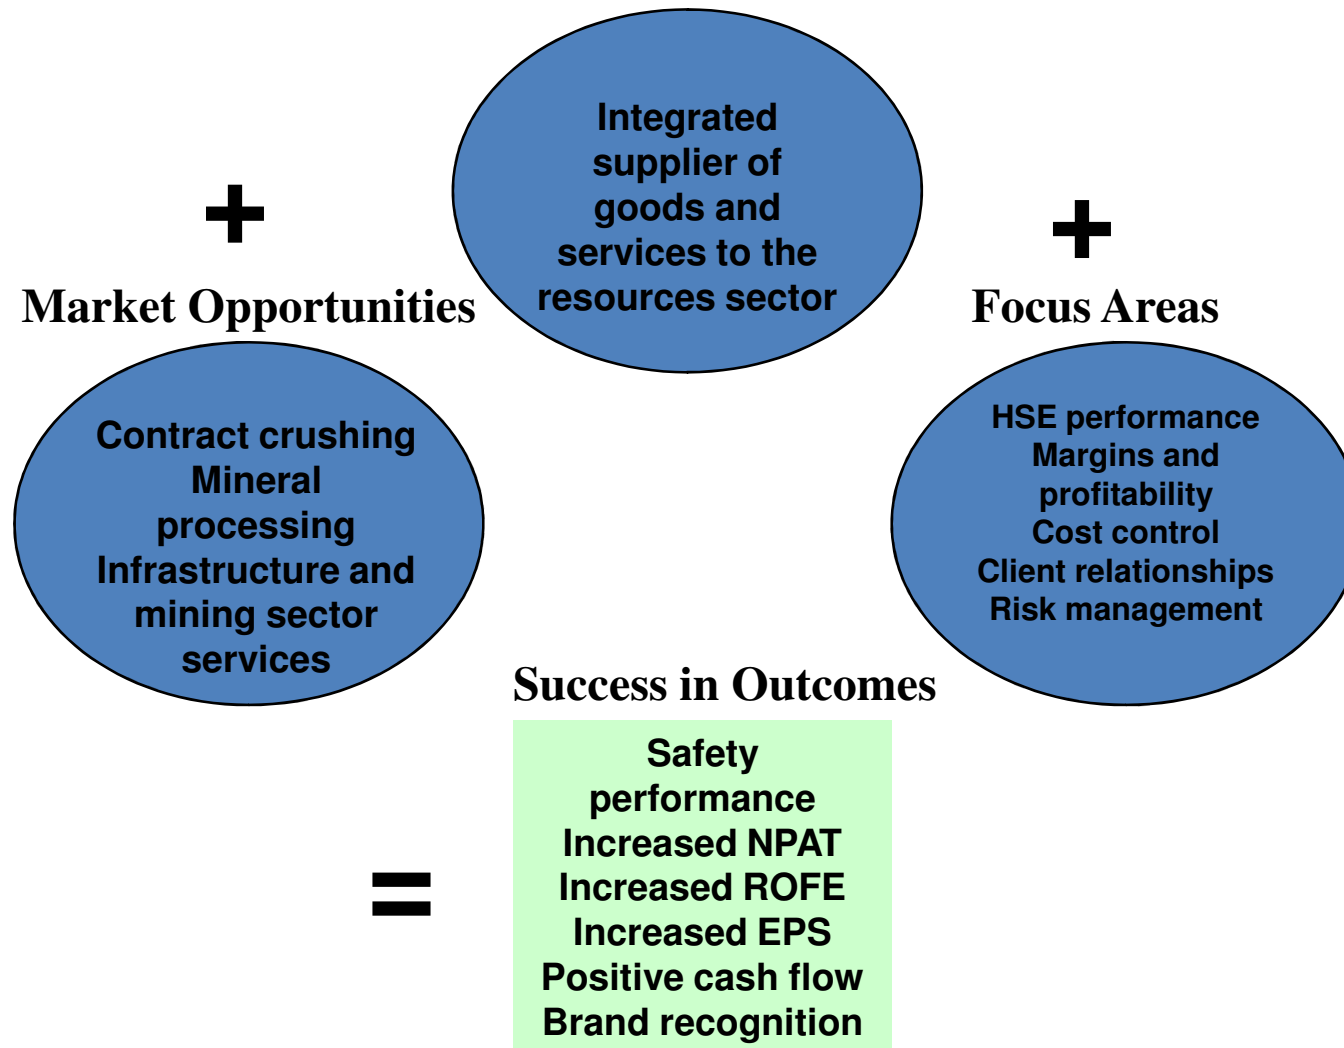 Integrated
supplier of
goods and
services to the
resources sector
+
+
Market Opportunities
Focus Areas
Contract crushing
Mineral
processing
Infrastructure and
mining sector
services
HSE performance
Margins and
profitability
Cost control
Client relationships
Risk management
Success in Outcomes
=
Safety
performance
Increased NPAT
Increased ROFE
Increased EPS
Positive cash flow
Brand recognition